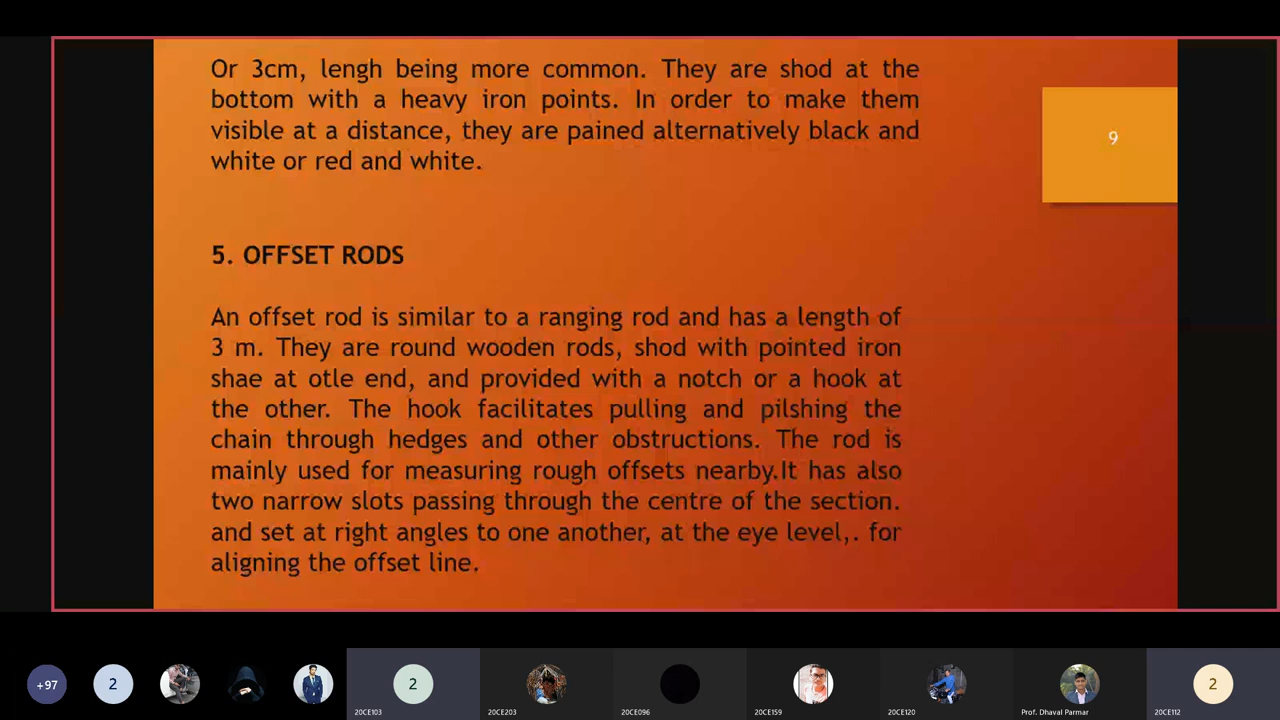 Or 3cm, lengh being more common. They are shod at the
bottom with a heavy iron points. In order to make them
visible at a distance, they are pained alternatively black and
white or red and white.
9
5. OFFSET RODS
An offset rod is similar to a ranging rod and has a length of
3 m. They are round wooden rods, shod with pointed iron
shae at otle end, and provided with a notch or a hook at
the other. The hook facilitates pulling and pilshing the
chain through hedges and other obstructions. The rod is
mainly used for measuring rough offsets nearby.It has also
two narrow slots passing through the centre of the section.
and set at right angles to one another, at the eye level,. for
aligning the offset line.
+97
2
2
2
20CE103
20CE203
20CE096
20CE159
20CE120
Prof. Dhaval Parmar
20CE112